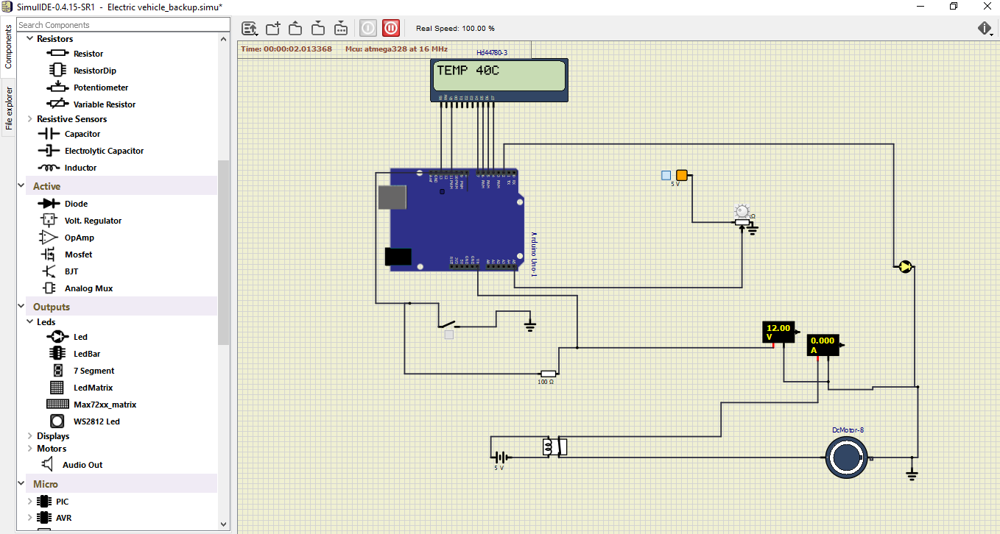 SimulIDE-0.4.15-SR1 - Electric vehicle_backup.simu*
Components
File explorer
Search Components
Resistors
Resistor
ResistorDip
Potentiometer
Variable Resistor
Resistive Sensors
Capacitor
Electrolytic Capacitor
Inductor
Active
Diode
Volt. Regulator
OpAmp
Mosfet
BJT
Analog Mux
Outputs
Leds
Led
LedBar
7 Segment
LedMatrix
Max72xx_matrix
WS2812 Led
Displays
Motors
Audio Out
Micro
PIC
AVR
Real Speed: 100.00 %
Time: 00:00:02.013368 Mcu: atmega328 at 16 MHz
Hd44780-3
TEMP 40C
5 V
Ω
Arduino Uno-1
12.00
V
0.000
A
100 Ω
DcMotor-8
5 V